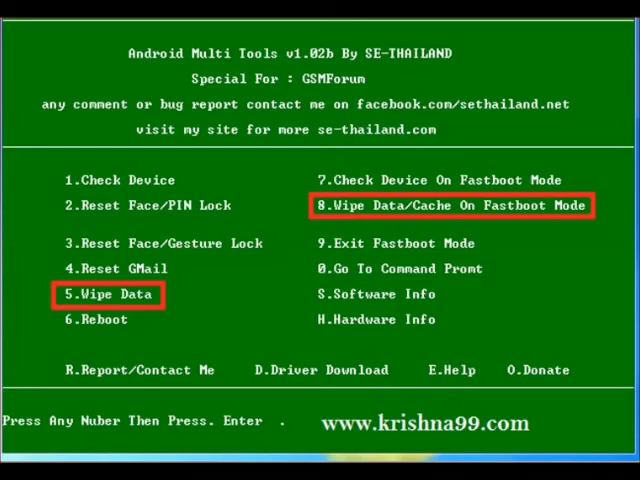 Android Multi Tools v1.02b By SE-THAILAND
Special For : GSMForum
any comment or bug report contact me on facebook.com/sethailand.net
visit my site for more se-thailand.com
1.Check Device
7.Check Device On Fastboot Mode
2.Reset Face/PIN Lock
8.Wipe Data/Cache On Fastboot Mode
3.Reset Face/Gesture Lock
9.Exit Fastboot Mode
4.Reset GMail
0.Go To Command Promt
5.Wipe Data
S.Software Info
6.Reboot
H.Hardware Info
R.Report/Contact Me D.Driver Download E.Help O.Donate
Press Any Nuber Then Press. Enter .
www.krishna99.com